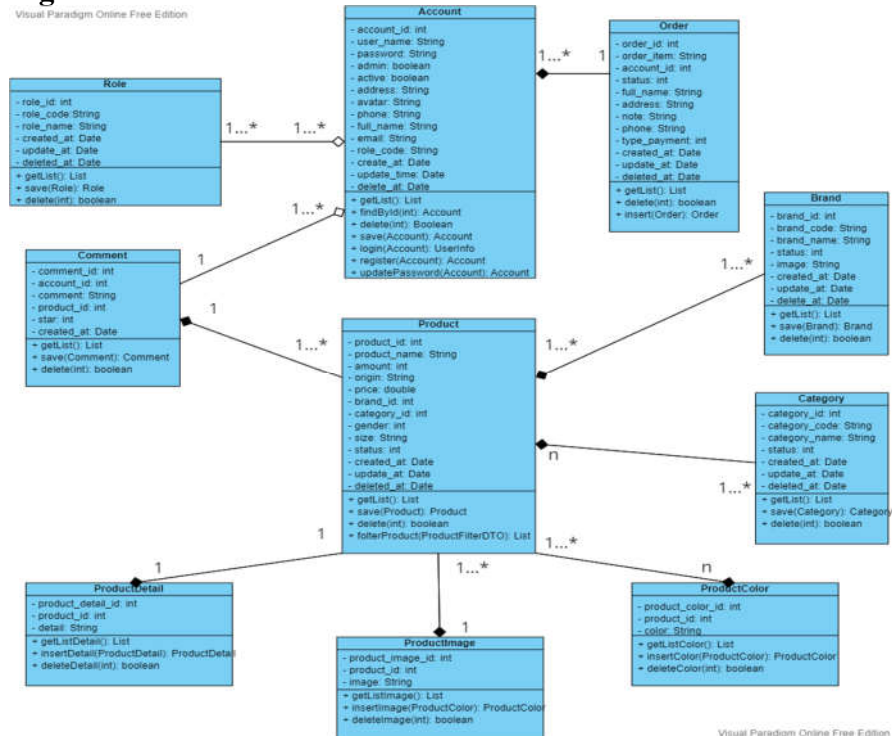 Visual Paradigm Online Free Edition
Account
- account_id: int
- user_name: String
- password: String
- admin: boolean
- active: boolean
- address: String
- avatar: String
- phone: String
- full_name: String
- email: String
- role_code: String
- create_at: Date
- update_time: Date
- delete_at: Date
+ getList(): List
+ findById(int): Account
+ delete(int): Boolean
+ save(Account): Account
+ login(Account): UserInfo
+ register(Account): Account
+ updatePassword(Account): Account
1...*
1
Order
- order_id: int
- order_item: String
- account_id: int
- status: int
- full_name: String
- address: String
- note: String
- phone: String
- type_payment: int
- created_at: Date
- update_at: Date
- deleted_at: Date
+ getList(): List
+ delete(int): boolean
+ insert(Order): Order
Role
- role_id: int
- role_code:String
- role_name: String
- created_at: Date
- update_at: Date
- deleted_at: Date
+ getList(): List
+ save(Role): Role
+ delete(int): boolean
1...*
1...*
1...*
1
Comment
- comment_id: int
- account_id: int
- comment: String
- product_id: int
- star: int
- created_at: Date
+ getList(): List
+ save(Comment): Comment
+ delete(int): boolean
1
1...*
Brand
- brand_id: int
- brand_code: String
- brand_name: String
- status: int
- image: String
- created_at: Date
- update_at: Date
- delete_at: Date
+ getList(): List
+ save(Brand): Brand
+ delete(int): boolean
1...*
1...*
Product
- product_id: int
- product_name: String
- amount: int
- origin: String
- price: double
- brand_id: int
- category_id: int
- gender: int
- size: String
- status: int
- created_at: Date
- update_at: Date
- deleted_at: Date
+ getList(): List
+ save(Product): Product
+ delete(int): boolean
+ folterProduct(ProductFilterDTO): List
n
1...*
Category
- category_id: int
- category_code: String
- category_name: String
- status: int
- created_at: Date
- update_at: Date
- deleted_at: Date
+ getList(): List
+ save(Category): Category
+ delete(int): boolean
1
1
1...*
1
1...*
n
ProductDetail
- product_detail_id: int
- product_id: int
- detail: String
+ getListDetail(): List
+ insertDetail(ProductDetail): ProductDetail
+ deleteDetail(int): boolean
ProductImage
- product_image_id: int
- product_id: int
- image: String
+ getListImage(): List
+ insertImage(ProductColor): ProductColor
+ deleteImage(int): boolean
ProductColor
- product_color_id: int
- product_id: int
- color: String
+ getListColor(): List
+ insertColor(ProductColor): ProductColor
+ deleteColor(int): boolean
Visual Paradigm Online Free Edition